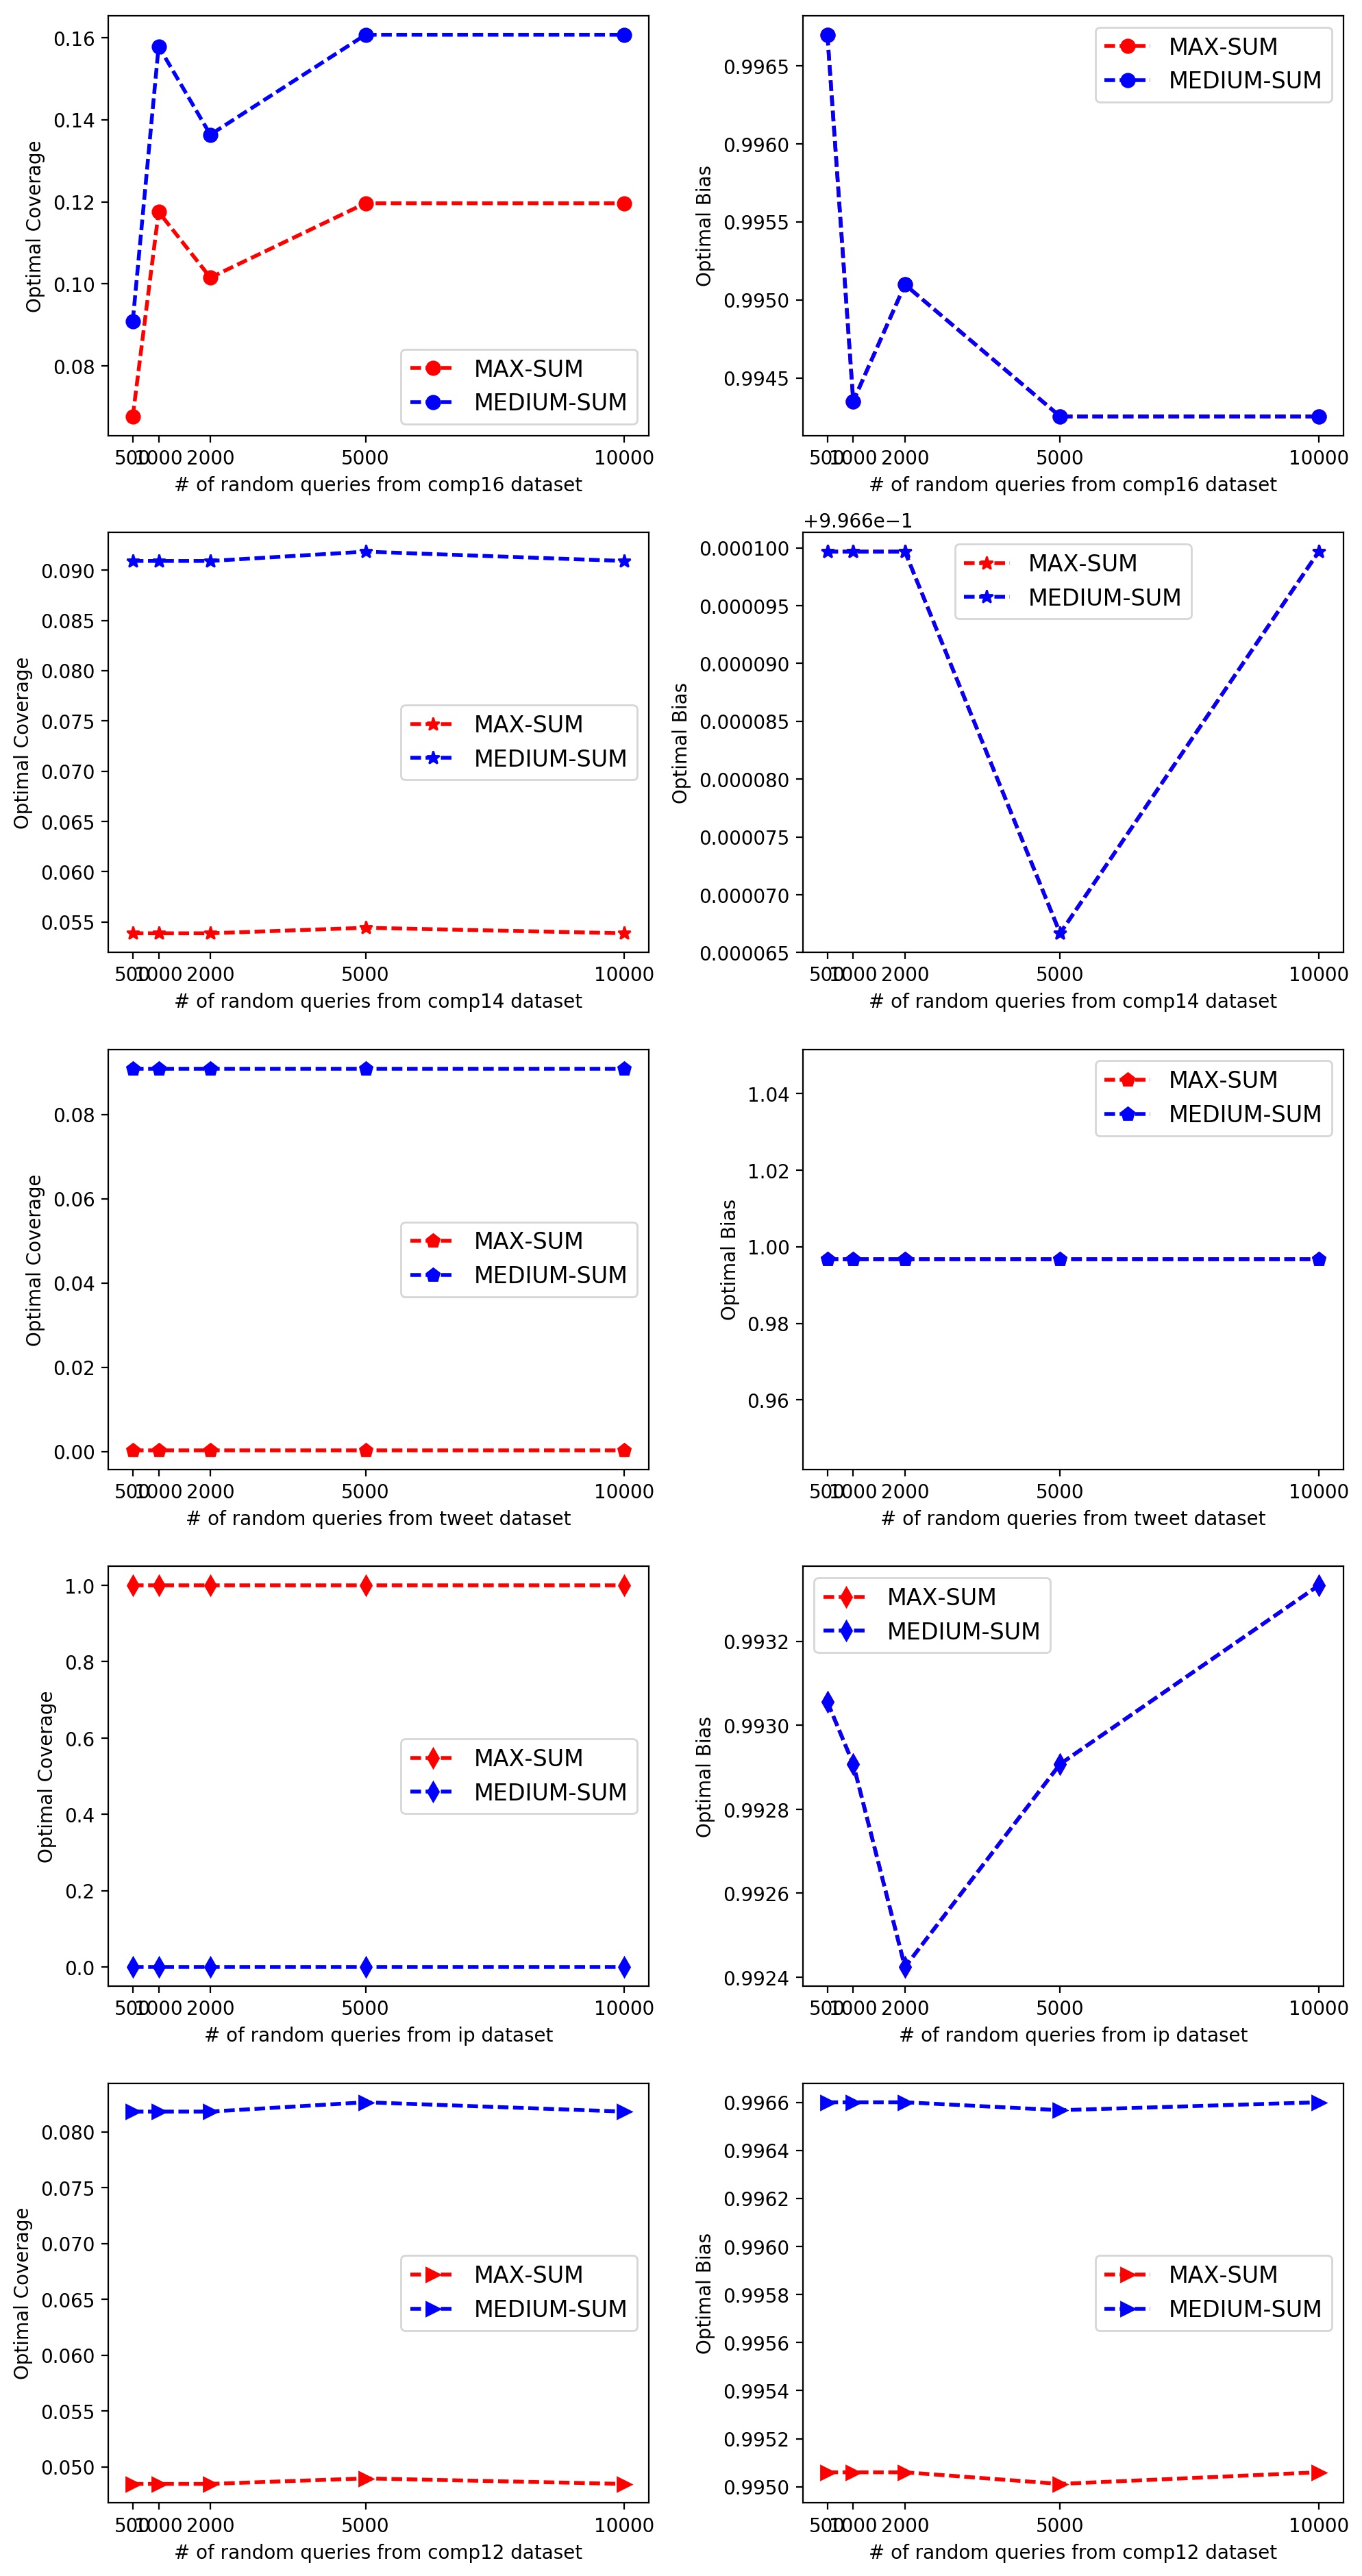 0.16
0.14
0.12
0.10
0.08
Optimal Coverage
MAX-SUM
MEDIUM-SUM
500 1000 2000 5000 10000
# of random queries from comp16 dataset
0.9965
0.9960
0.9955
0.9950
0.9945
Optimal Bias
MAX-SUM
MEDIUM-SUM
500 1000 2000 5000 10000
# of random queries from comp16 dataset
0.090
0.085
0.080
0.075
0.070
0.065
0.060
0.055
Optimal Coverage
MAX-SUM
MEDIUM-SUM
500 1000 2000 5000 10000
# of random queries from comp14 dataset
+9.966e−1
0.000100
0.000095
0.000090
0.000085
0.000080
0.000075
0.000070
0.000065
Optimal Bias
MAX-SUM
MEDIUM-SUM
500 1000 2000 5000 10000
# of random queries from comp14 dataset
0.08
0.06
0.04
0.02
0.00
Optimal Coverage
MAX-SUM
MEDIUM-SUM
500 1000 2000 5000 10000
# of random queries from tweet dataset
1.04
1.02
1.00
0.98
0.96
Optimal Bias
MAX-SUM
MEDIUM-SUM
500 1000 2000 5000 10000
# of random queries from tweet dataset
1.0
0.8
0.6
0.4
0.2
0.0
Optimal Coverage
MAX-SUM
MEDIUM-SUM
500 1000 2000 5000 10000
# of random queries from ip dataset
0.9932
0.9930
0.9928
0.9926
0.9924
Optimal Bias
MAX-SUM
MEDIUM-SUM
500 1000 2000 5000 10000
# of random queries from ip dataset
0.080
0.075
0.070
0.065
0.060
0.055
0.050
Optimal Coverage
MAX-SUM
MEDIUM-SUM
500 1000 2000 5000 10000
# of random queries from comp12 dataset
0.9966
0.9964
0.9962
0.9960
0.9958
0.9956
0.9954
0.9952
0.9950
Optimal Bias
MAX-SUM
MEDIUM-SUM
500 1000 2000 5000 10000
# of random queries from comp12 dataset